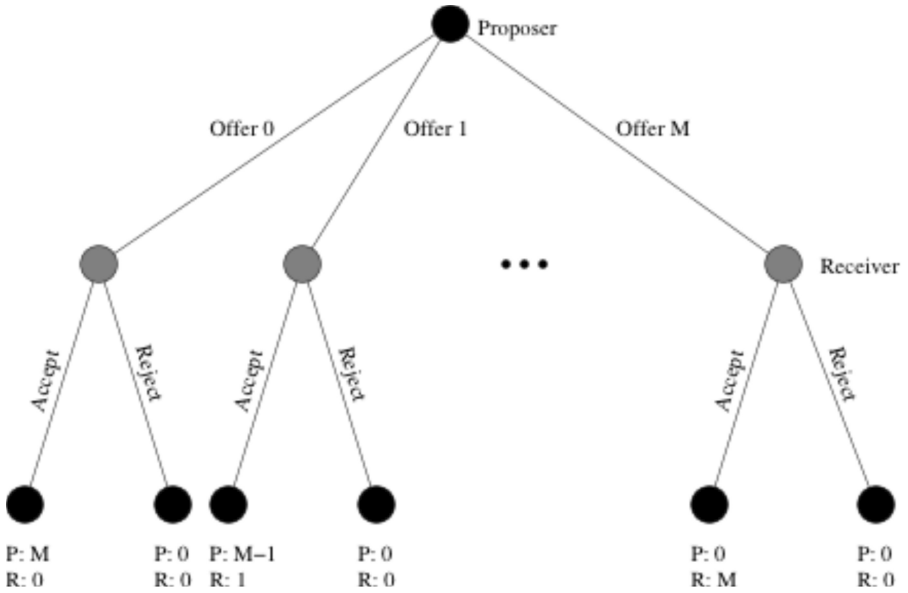 Proposer
Offer 0 Offer 1 Offer M
Receiver
Accept Reject Accept Reject Accept Reject
P: M P: 0 P: M−1 P: 0 P: 0 P: 0
R: 0 R: 0 R: 1 R: 0 R: M R: 0